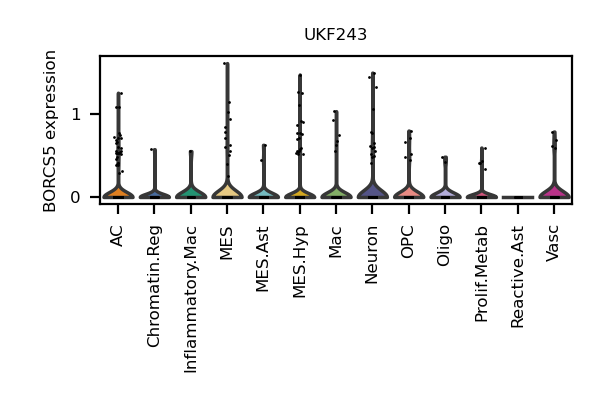 UKF243
BORCS5 expression
1
0
AC
Chromatin.Reg
Inflammatory.Mac
MES
MES.Ast
MES.Hyp
Mac
Neuron
OPC
Oligo
Prolif.Metab
Reactive.Ast
Vasc